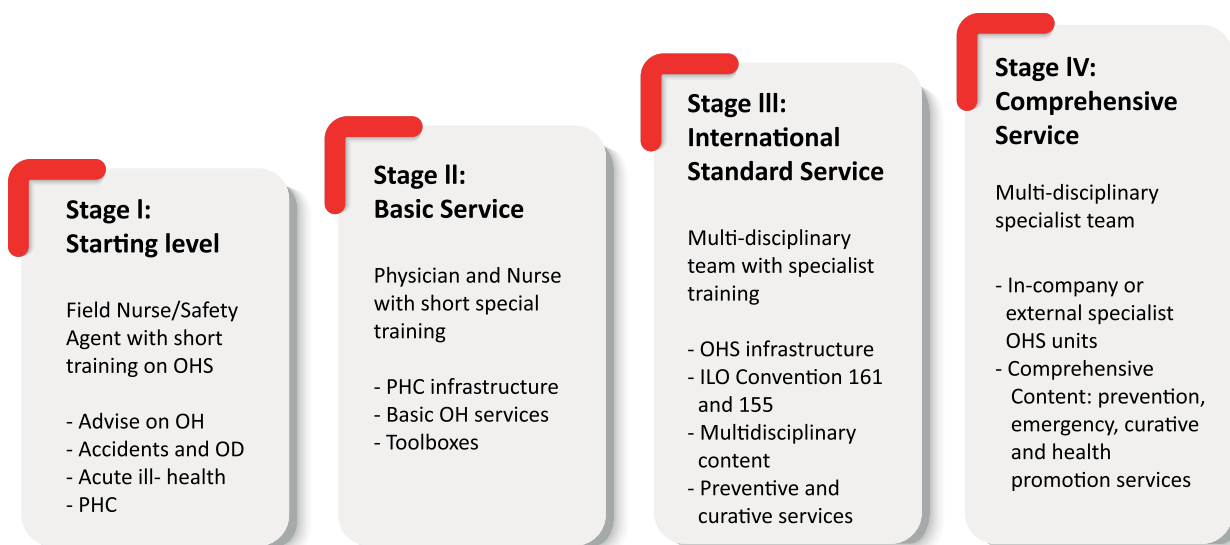 Stage l:
Starting level
Field Nurse/Safety
Agent with short
training on OHS
- Advise on OH
- Accidents and OD
- Acute ill- health
- PHC
Stage ll:
Basic Service
Physician and Nurse
with short special
training
- PHC infrastructure
- Basic OH services
- Toolboxes
Stage lll:
International
Standard Service
Multi-disciplinary
team with specialist
training
- OHS infrastructure
- ILO Convention 161
and 155
- Multidisciplinary
content
- Preventive and
curative services
Stage lV:
Comprehensive
Service
Multi-disciplinary
specialist team
- In-company or
external specialist
OHS units
- Comprehensive
Content: prevention,
emergency, curative
and health
promotion services